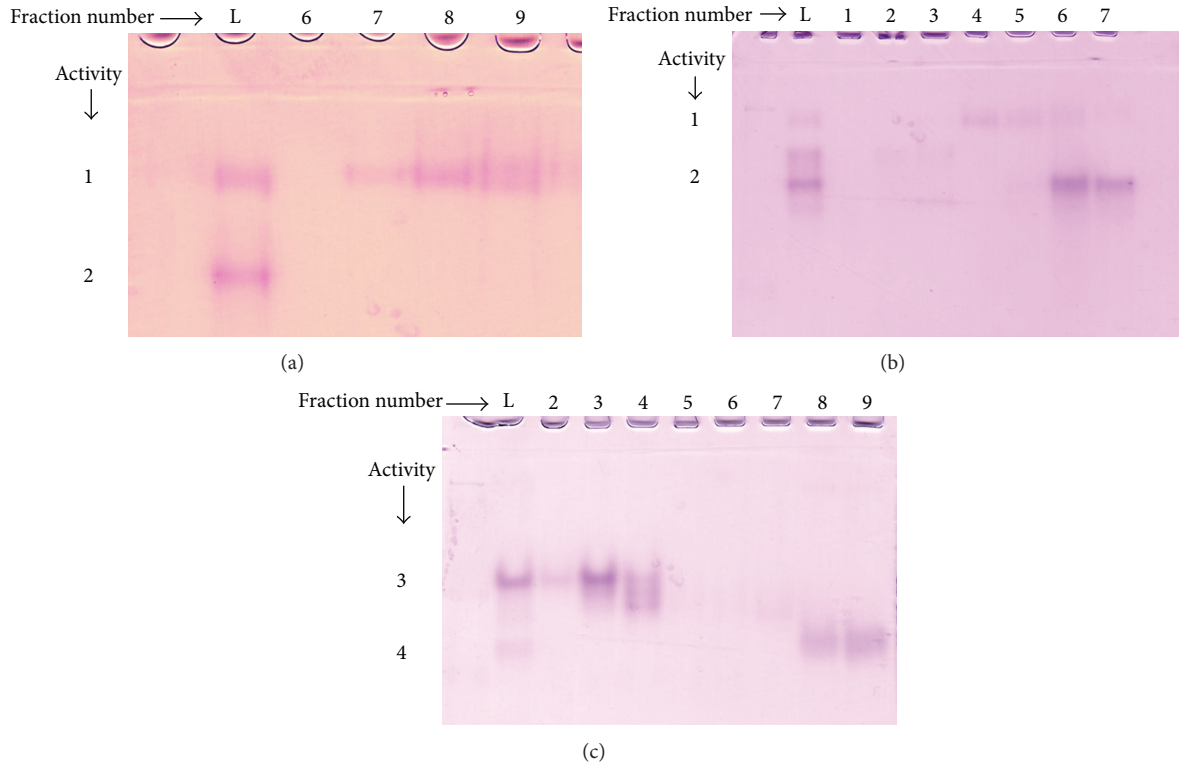 Fraction number L 6 7 8 9
Activity
1
2
(a)
Fraction number L 1 2 3 4 5 6 7
Activity
1
2
(b)
Fraction number L 2 3 4 5 6 7 8 9
Activity
3
4
(c)